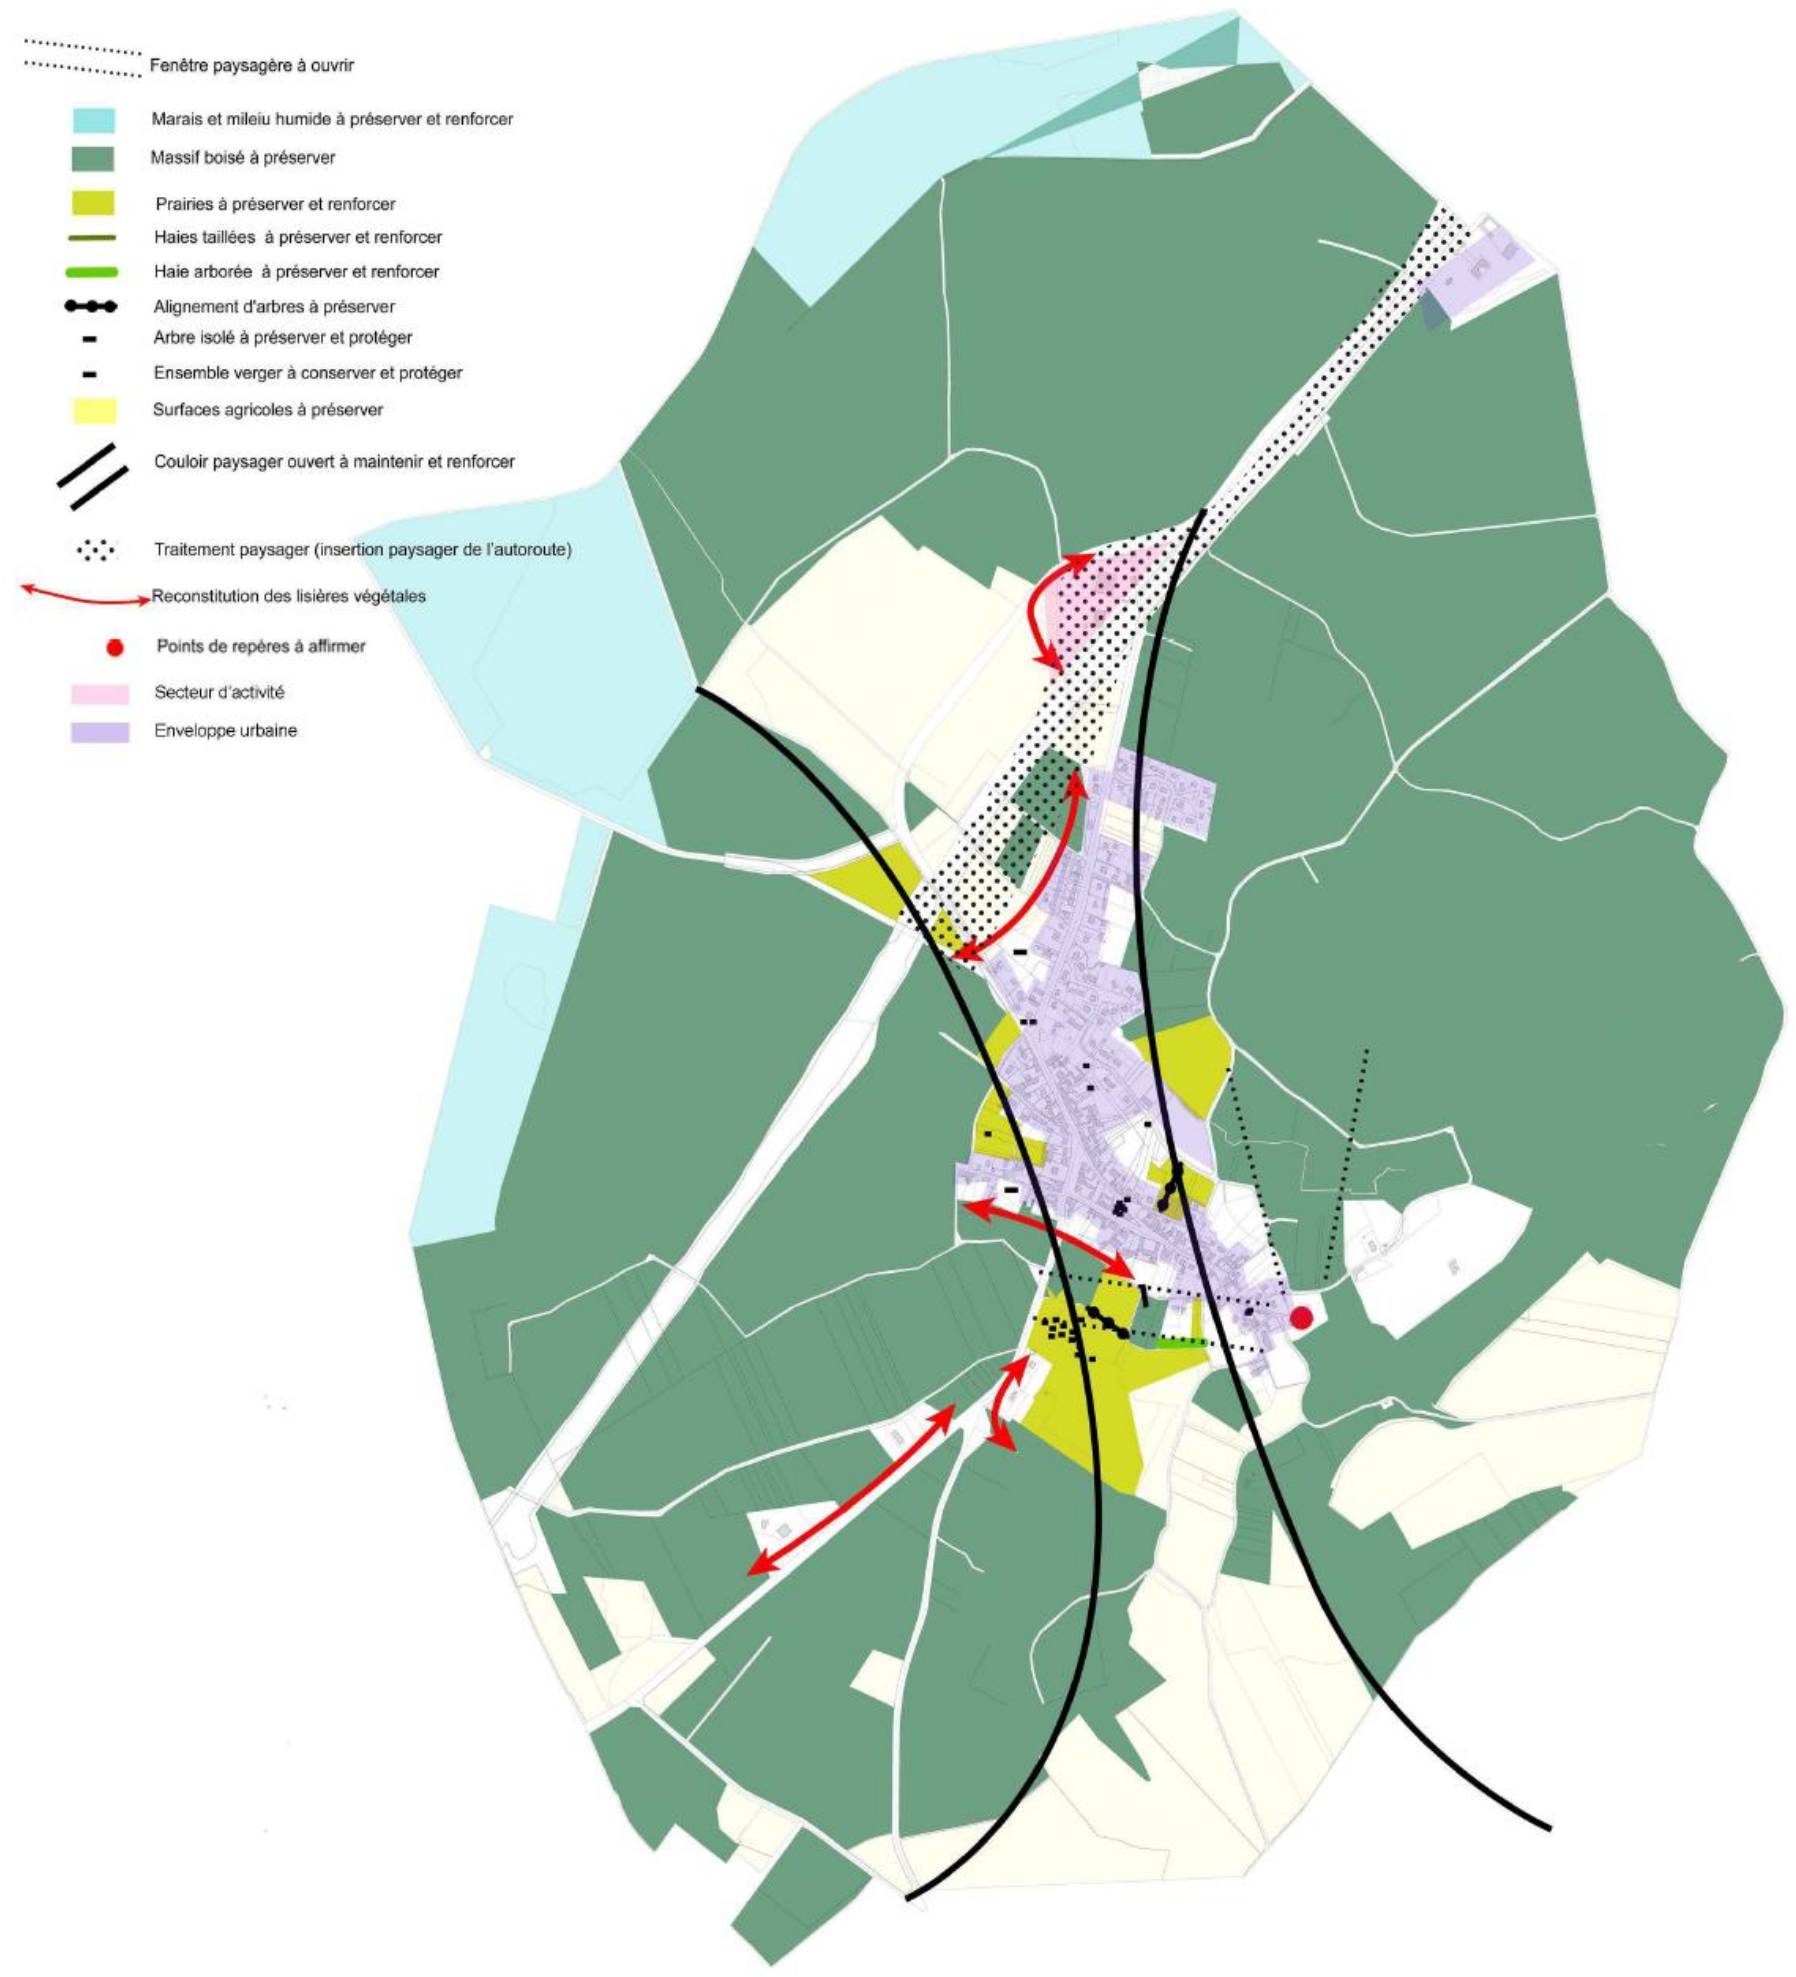 Fenêtre paysagère à ouvrir
Marais et mileiu humide à préserver et renforcer
Massif boisé à préserver
Prairies à préserver et renforcer
Haies taillées à préserver et renforcer
Haie arborée à préserver et renforcer
Alignement d'arbres à préserver
Arbre isolé à préserver et protéger
Ensemble verger à conserver et protéger
Surfaces agricoles à préserver
Couloir paysager ouvert à maintenir et renforcer
Traitement paysager (insertion paysager de l'autoroute)
Reconstitution des lisières végétales
Points de repères à affirmer
Secteur d'activité
Enveloppe urbaine